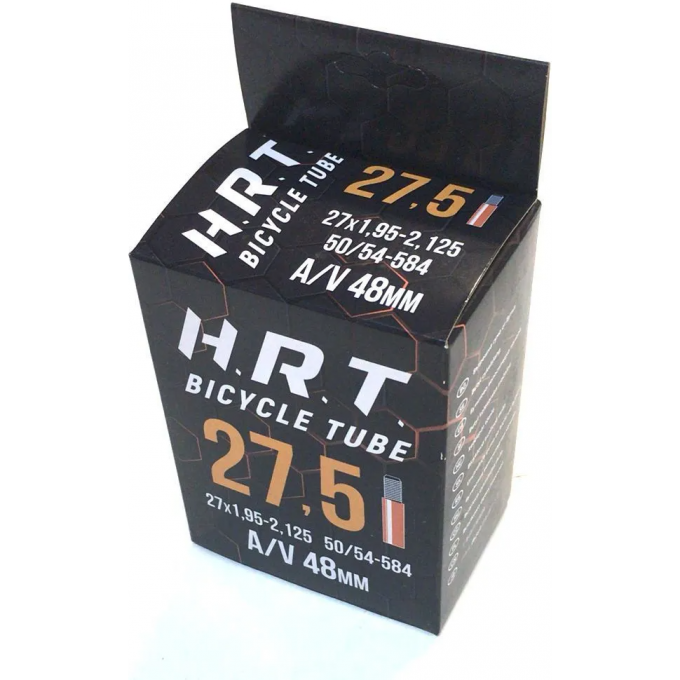 H.R.T.
BICYCLE TUBE
27,5
27x1,95-2,125
50/54-584
A/V 48MM
H.R.T.
BICYCLE TUBE
27,5
27x1,95-2,125 50/54-584
A/V 48MM